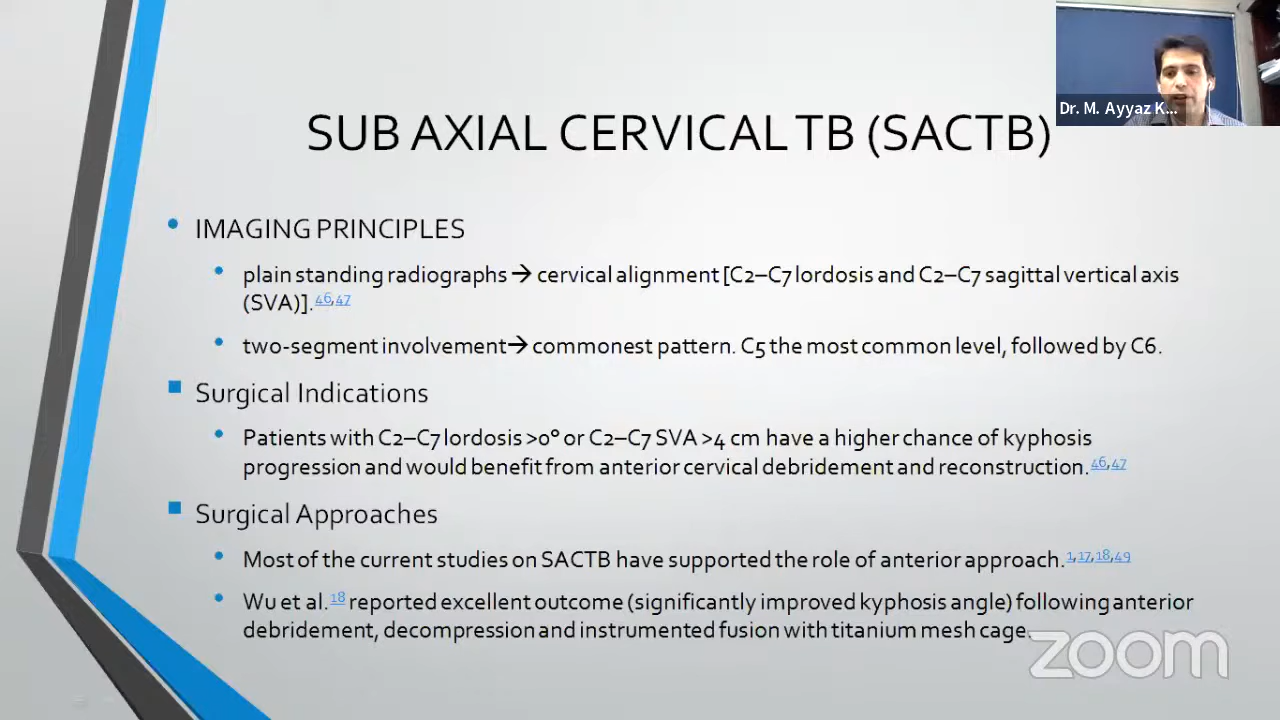 Dr. M. Ayyaz K...
SUB AXIAL CERVICAL TB (SACTB)
• IMAGING PRINCIPLES
• plain standing radiographs → cervical alignment [C2–C7 lordosis and C2–C7 sagittal vertical axis
(SVA)].46,47
• two-segment involvement→ commonest pattern. C5 the most common level, followed by C6.
▪ Surgical Indications
• Patients with C2–C7 lordosis >0° or C2–C7 SVA >4 cm have a higher chance of kyphosis
progression and would benefit from anterior cervical debridement and reconstruction.46,47
▪ Surgical Approaches
• Most of the current studies on SACTB have supported the role of anterior approach.1,17,18,49
• Wu et al.18 reported excellent outcome (significantly improved kyphosis angle) following anterior
debridement, decompression and instrumented fusion with titanium mesh cage.
zoom